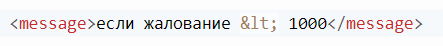 <message>если жалование &lt; 1000</message>